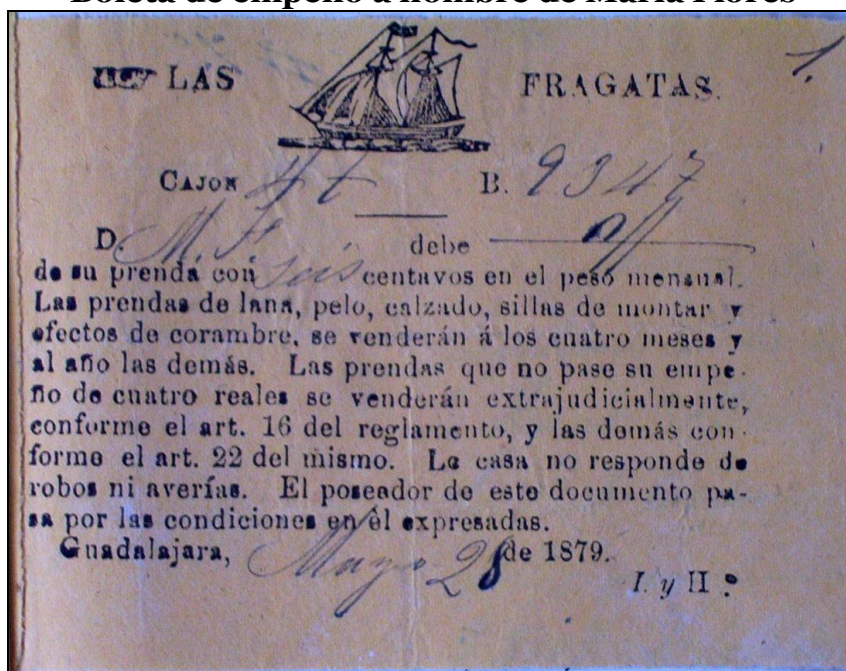 Boleta de empeño a nombre de María Flores
1.
LAS FRAGATAS.
CAJON 4t B. 9347
D. M. F debe
de su prenda con seis centavos en el peso mensual.
Las prendas de lana, pelo, calzado, sillas de montar y
efectos de corambre, se venderán á los cuatro meses y
al año las demás. Las prendas que no pase su empe-
ño de cuatro reales se venderán extrajudicialmente,
conforme el art. 16 del reglamento, y las demás con-
forme el art. 22 del mismo. La casa no responde de
robos ni averías. El poseador de este documento pa-
sa por las condiciones en él expresadas.
Guadalajara, Mayo 28 de 1879.
I. y H.